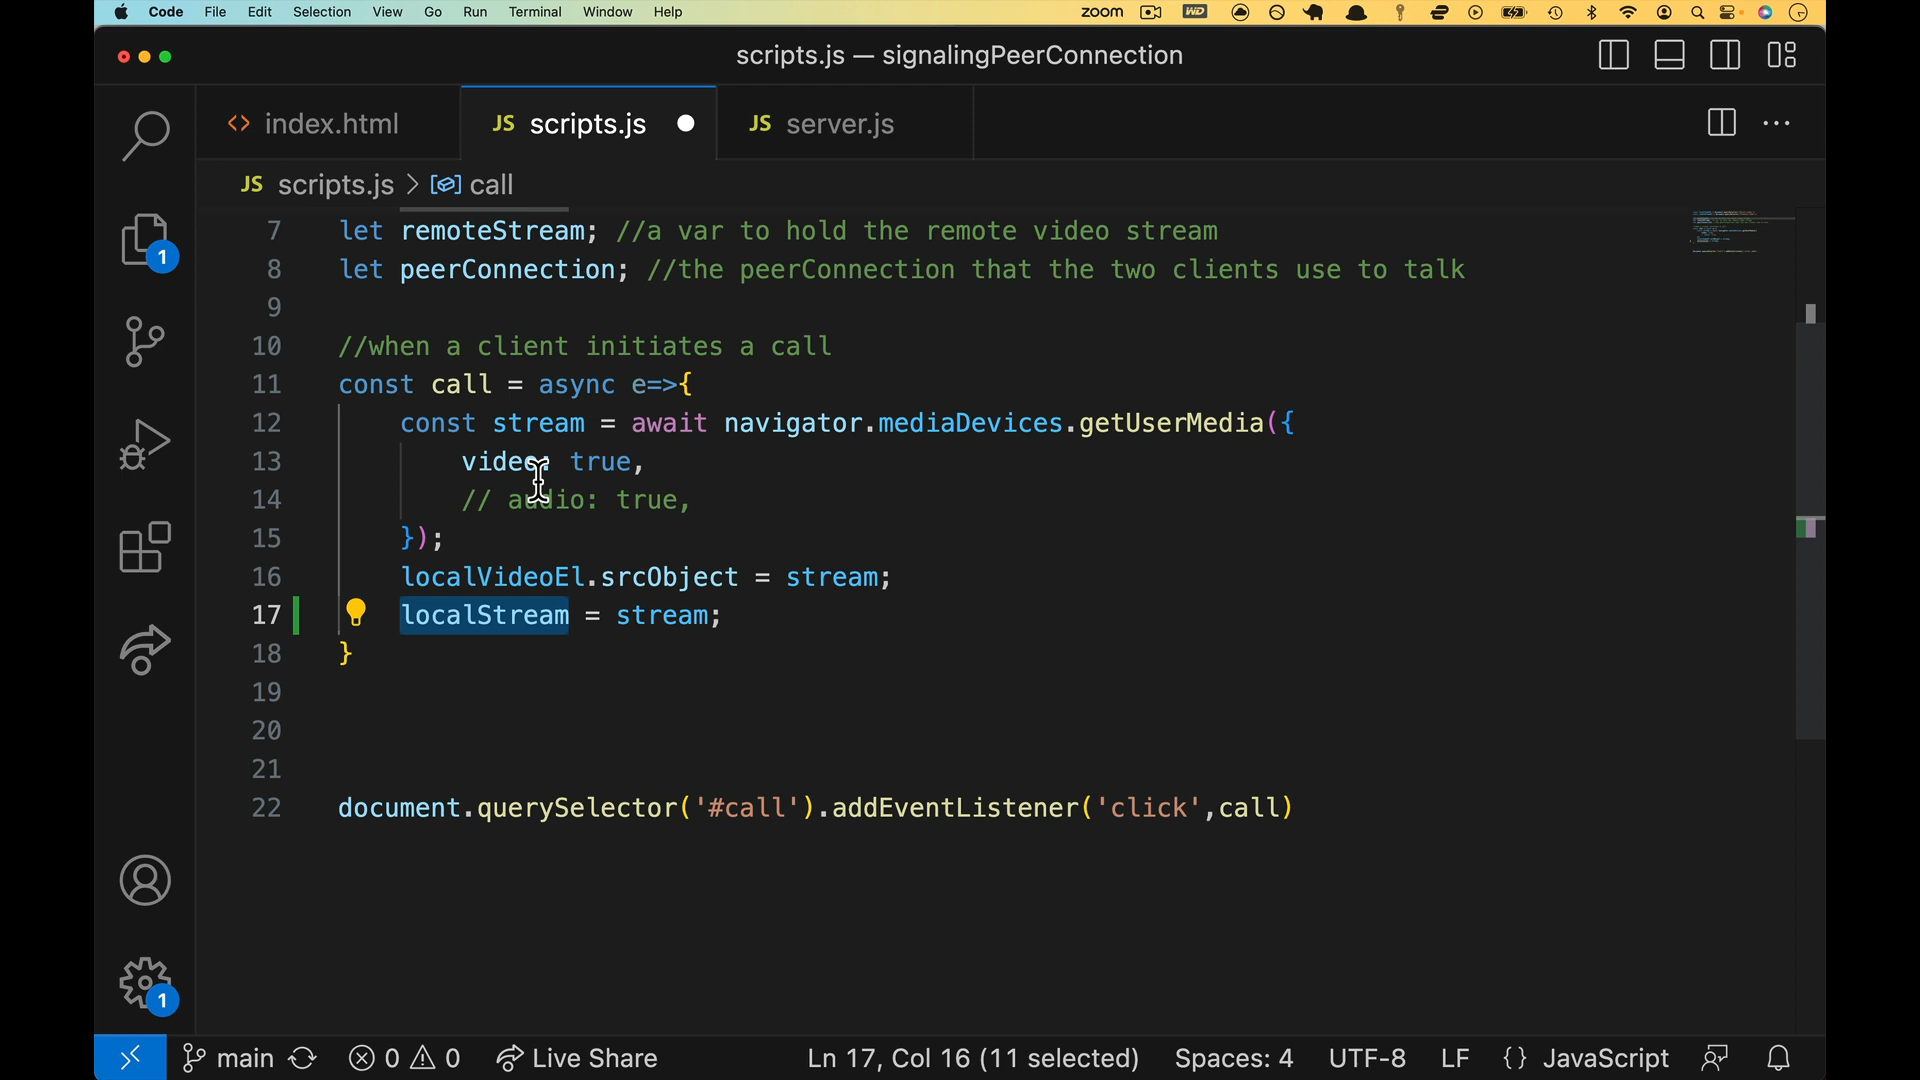 Code File Edit Selection View Go Run Terminal Window Help zoom WD
scripts.js — signalingPeerConnection
index.html JS scripts.js JS server.js
JS scripts.js > call
7 let remoteStream; //a var to hold the remote video stream
8 let peerConnection; //the peerConnection that the two clients use to talk
9
10 //when a client initiates a call
11 const call = async e=>{
12 const stream = await navigator.mediaDevices.getUserMedia({
13 video: true,
14 // audio: true,
15 });
16 localVideoEl.srcObject = stream;
17 localStream = stream;
18 }
19
20
21
22 document.querySelector('#call').addEventListener('click',call)
1
1
main 0 0 Live Share Ln 17, Col 16 (11 selected) Spaces: 4 UTF-8 LF {} JavaScript